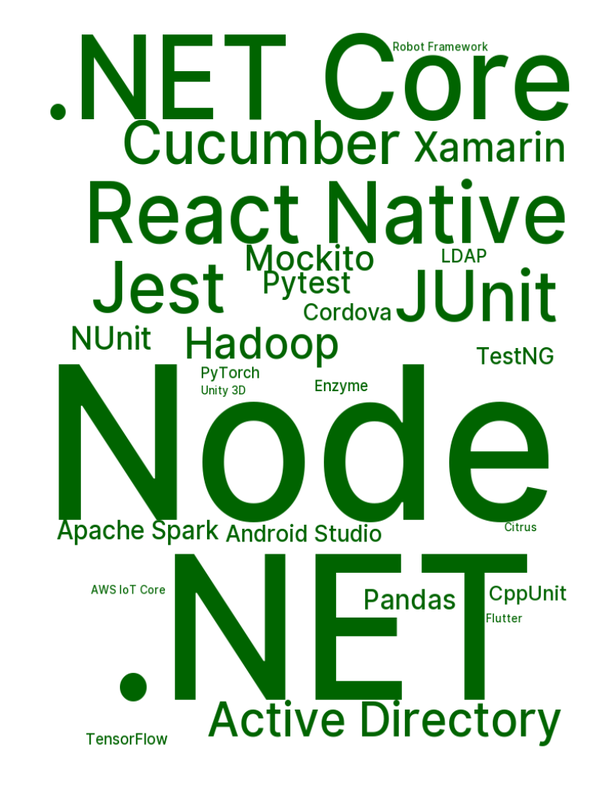 Robot Framework
.NET Core
Cucumber
Xamarin
React Native
Mockito
LDAP
Pytest
Jest
JUnit
Cordova
NUnit
Hadoop
TestNG
PyTorch
Enzyme
Unity 3D
Node
Citrus
Apache Spark
Android Studio
AWS IoT Core
.NET
Pandas
CppUnit
Flutter
Active Directory
TensorFlow